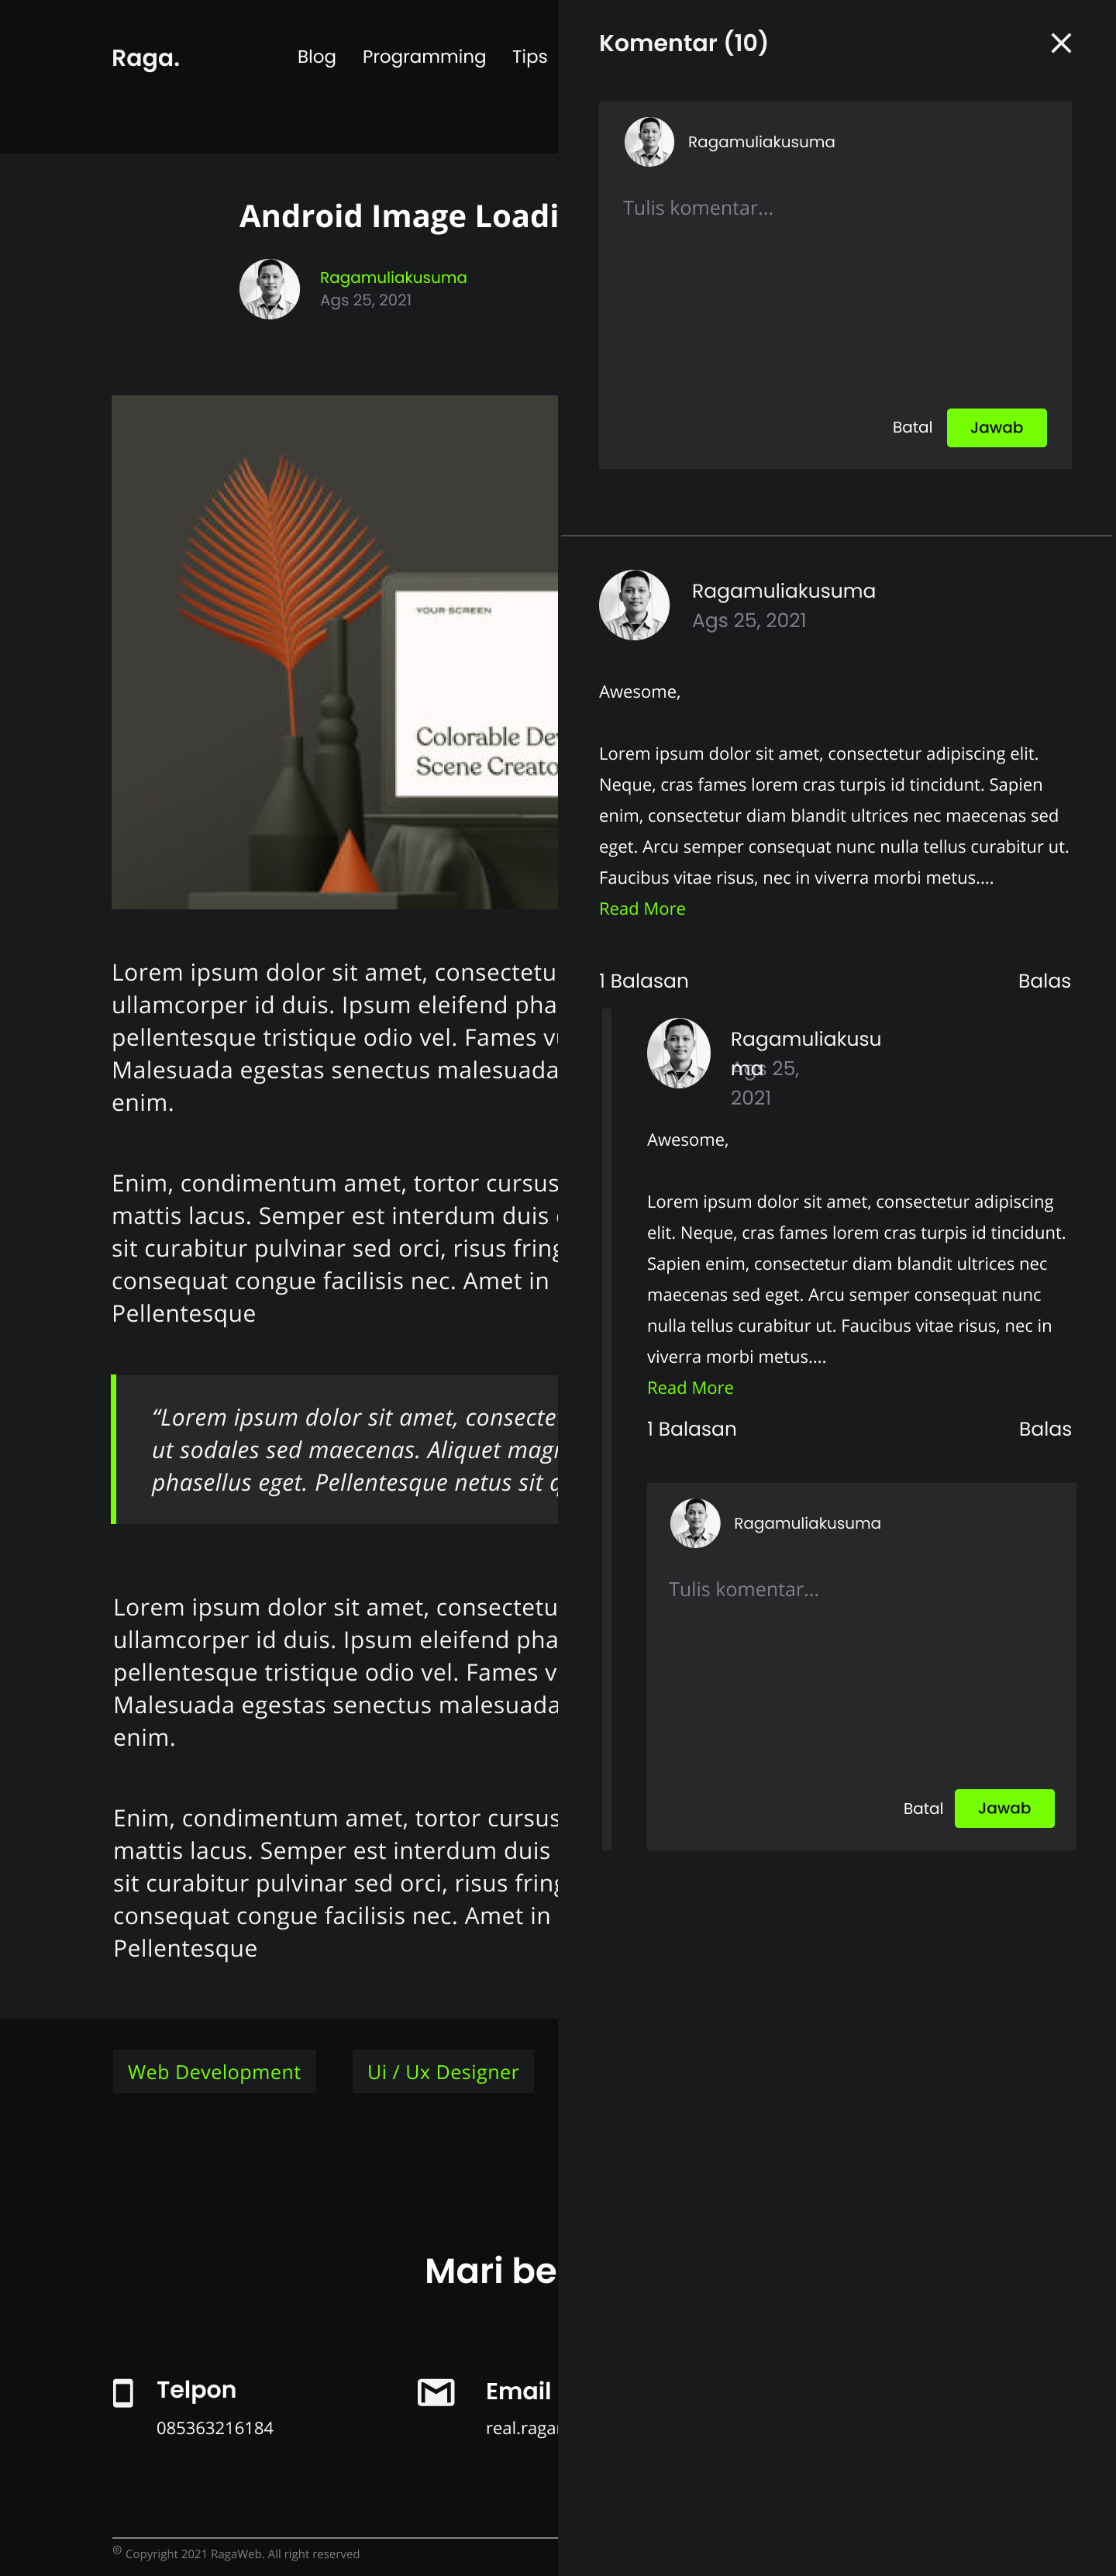 Raga.
Blog Programming Tips
Android Image Loadi
Ragamuliakusuma
Ags 25, 2021
YOUR SCREEN
Colorable De
Scene Creato
Lorem ipsum dolor sit amet, consectetu
ullamcorper id duis. Ipsum eleifend pha
pellentesque tristique odio vel. Fames v
Malesuada egestas senectus malesuada
enim.
Enim, condimentum amet, tortor cursus
mattis lacus. Semper est interdum duis
sit curabitur pulvinar sed orci, risus fring
consequat congue facilisis nec. Amet in
Pellentesque
“Lorem ipsum dolor sit amet, consecte
ut sodales sed maecenas. Aliquet mag
phasellus eget. Pellentesque netus sit
Lorem ipsum dolor sit amet, consectetu
ullamcorper id duis. Ipsum eleifend pha
pellentesque tristique odio vel. Fames v
Malesuada egestas senectus malesuada
enim.
Enim, condimentum amet, tortor cursus
mattis lacus. Semper est interdum duis
sit curabitur pulvinar sed orci, risus fring
consequat congue facilisis nec. Amet in
Pellentesque
Web Development
Ui / Ux Designer
Mari be
Telpon
085363216184
Email
real.raga
© Copyright 2021 RagaWeb. All right reserved
Komentar (10)
Ragamuliakusuma
Tulis komentar...
Batal
Jawab
Ragamuliakusuma
Ags 25, 2021
Awesome,
Lorem ipsum dolor sit amet, consectetur adipiscing elit.
Neque, cras fames lorem cras turpis id tincidunt. Sapien
enim, consectetur diam blandit ultrices nec maecenas sed
eget. Arcu semper consequat nunc nulla tellus curabitur ut.
Faucibus vitae risus, nec in viverra morbi metus....
Read More
1 Balasan
Balas
Ragamuliakusu
ma
Ags 25,
2021
Awesome,
Lorem ipsum dolor sit amet, consectetur adipiscing
elit. Neque, cras fames lorem cras turpis id tincidunt.
Sapien enim, consectetur diam blandit ultrices nec
maecenas sed eget. Arcu semper consequat nunc
nulla tellus curabitur ut. Faucibus vitae risus, nec in
viverra morbi metus....
Read More
1 Balasan
Balas
Ragamuliakusuma
Tulis komentar...
Batal
Jawab